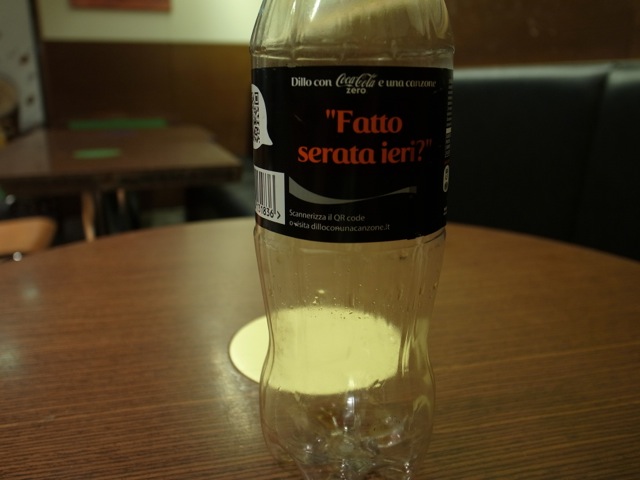 Dillo con Coca-Cola zero e una canzone
"Fatto
serata ieri?"
Scannerizza il QR code
o visita dilloconunacanzone.it